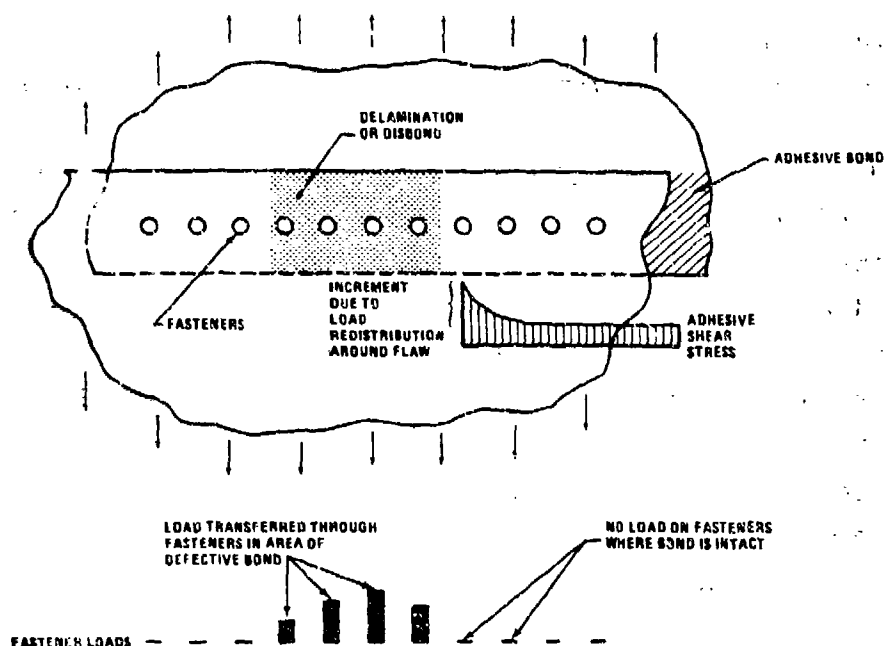 DELAMINATION
OR DISBOND
ADHESIVE BOND
FASTENERS
INCREMENT
DUE TO
LOAD
REDISTRIBUTION
AROUND FLAW
ADHESIVE
SHEAR
STRESS
LOAD TRANSFERRED THROUGH
FASTENERS IN AREA OF
DEFECTIVE BOND
NO LOAD ON FASTENERS
WHERE BOND IS INTACT
FASTENER LOADS